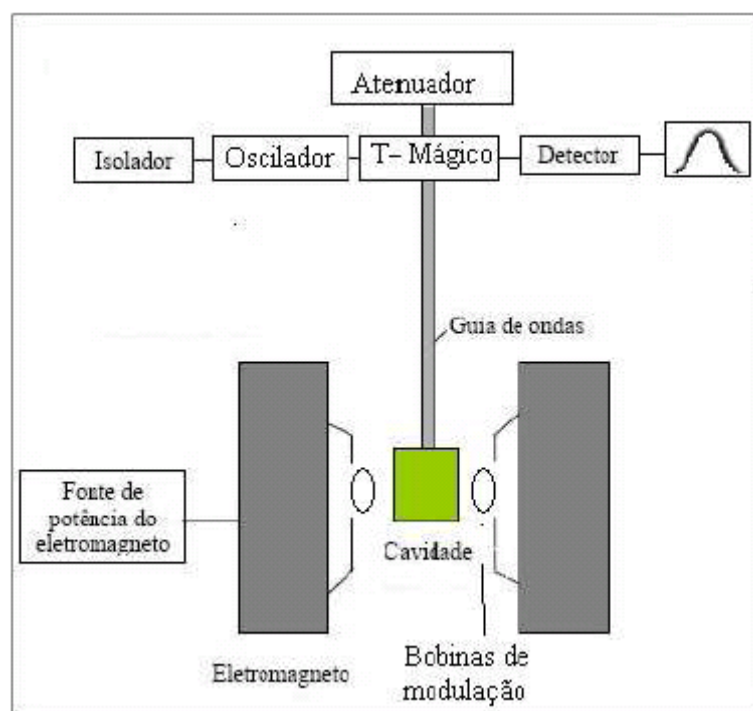 Atenuador
Isolador
Oscilador
T– Mágico
Detector
Guia de ondas
Fonte de
potência do
eletromagneto
Cavidade
Eletromagneto
Bobinas de
modulação